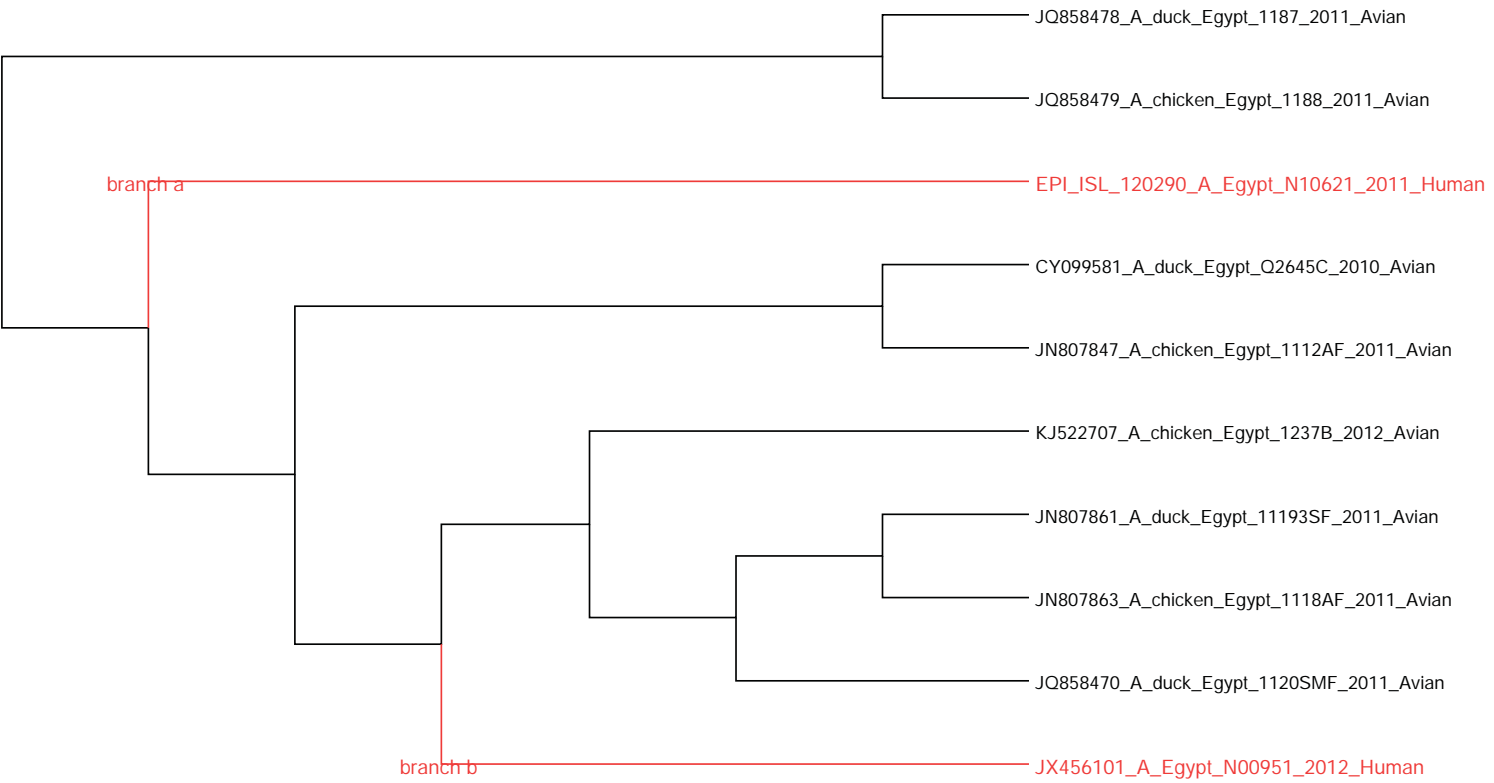 JQ858478_A_duck_Egypt_1187_2011_Avian
JQ858479_A_chicken_Egypt_1188_2011_Avian
branch a
EPI_ISL_120290_A_Egypt_N10621_2011_Human
CY099581_A_duck_Egypt_Q2645C_2010_Avian
JN807847_A_chicken_Egypt_1112AF_2011_Avian
KJ522707_A_chicken_Egypt_1237B_2012_Avian
JN807861_A_duck_Egypt_11193SF_2011_Avian
JN807863_A_chicken_Egypt_1118AF_2011_Avian
JQ858470_A_duck_Egypt_1120SMF_2011_Avian
branch b
JX456101_A_Egypt_N00951_2012_Human